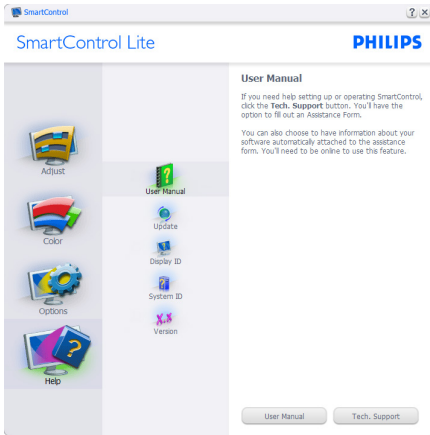 SmartControl
SmartControl Lite
PHILIPS
Adjust
Color
Options
Help
User Manual
Update
Display ID
System ID
X.X
Version
User Manual
If you need help setting up or operating SmartControl,
click the Tech. Support button. You'll have the
option to fill out an Assistance Form.
You can also choose to have information about your
software automatically attached to the assistance
form. You'll need to be online to use this feature.
User Manual
Tech. Support